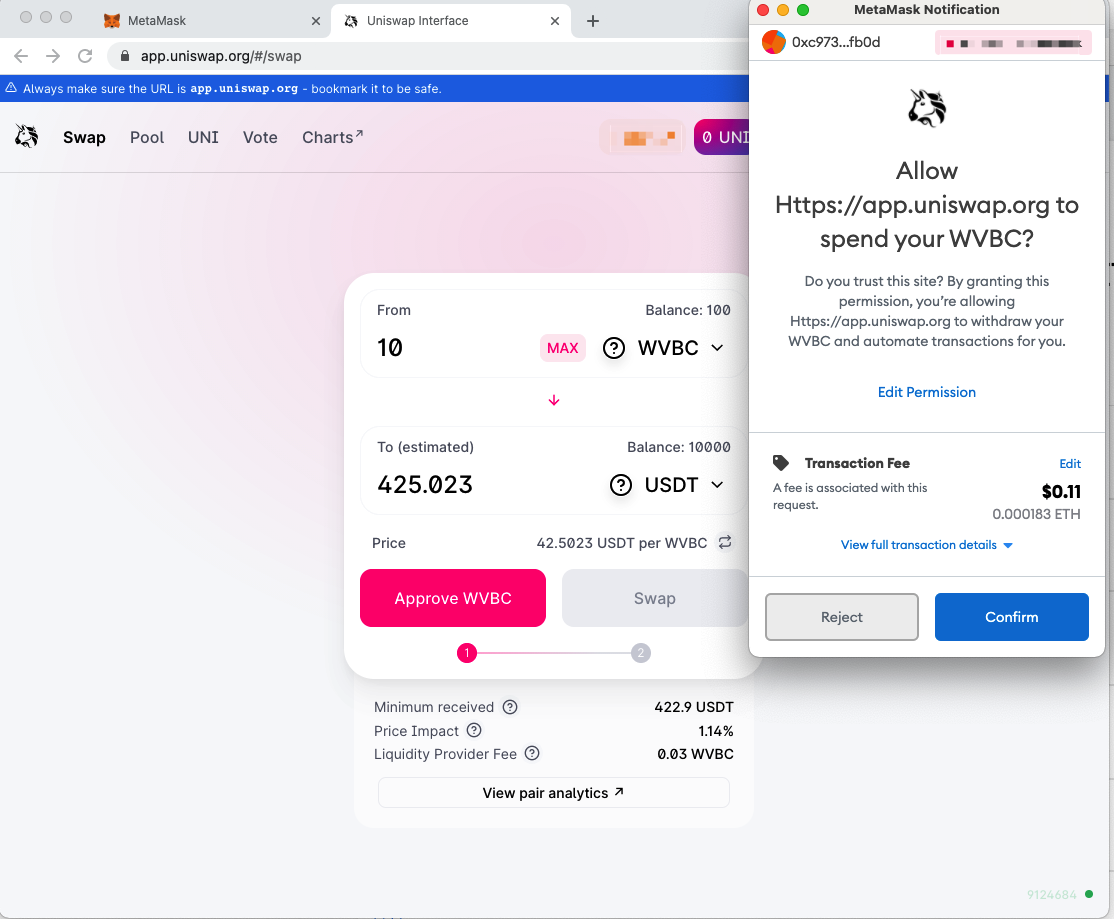 MetaMask
Uniswap Interface
app.uniswap.org/#/swap
Always make sure the URL is app.uniswap.org - bookmark it to be safe.
Swap
Pool
UNI
Vote
Charts↗
0 UNI
From
Balance: 100
10
MAX
WVBC
To (estimated)
Balance: 10000
425.023
USDT
Price
42.5023 USDT per WVBC
Approve WVBC
Swap
1
2
Minimum received
422.9 USDT
Price Impact
1.14%
Liquidity Provider Fee
0.03 WVBC
View pair analytics ↗
9124684
MetaMask Notification
0xc973...fb0d
Allow
Https://app.uniswap.org to
spend your WVBC?
Do you trust this site? By granting this
permission, you’re allowing
Https://app.uniswap.org to withdraw your
WVBC and automate transactions for you.
Edit Permission
Transaction Fee
Edit
A fee is associated with this
request.
$0.11
0.000183 ETH
View full transaction details
Reject
Confirm